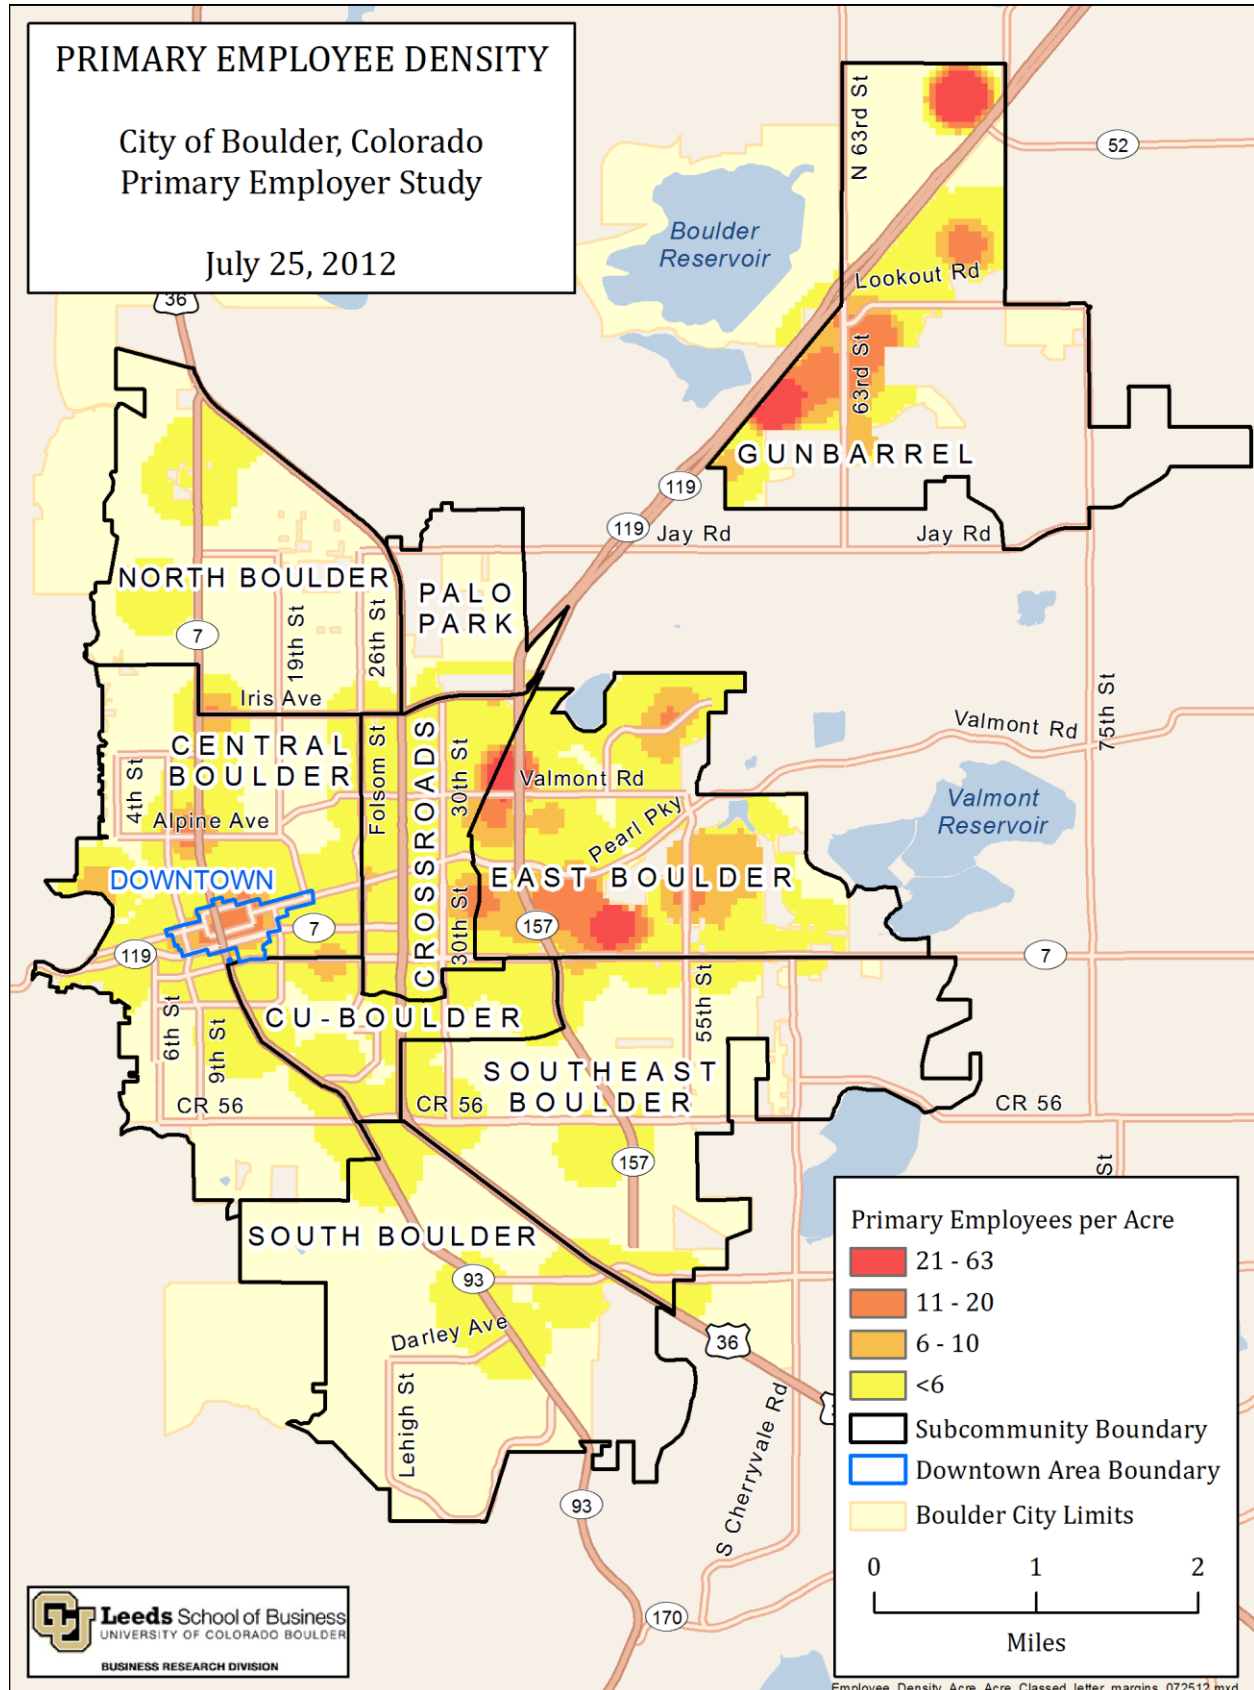 PRIMARY EMPLOYEE DENSITY
City of Boulder, Colorado
Primary Employer Study
July 25, 2012
36
N 63rd St
52
Boulder
Reservoir
Lookout Rd
63rd St
GUNBARREL
119
119
Jay Rd
Jay Rd
NORTH BOULDER
PALO
PARK
19th St
26th St
7
Iris Ave
75th St
Valmont Rd
CENTRAL
BOULDER
4th St
Folsom St
CROSSROADS
30th St
Valmont Rd
Valmont
Reservoir
Alpine Ave
Pearl Pky
DOWNTOWN
EAST BOULDER
7
30th St
157
119
7
6th St
9th St
CU-BOULDER
55th St
SOUTHEAST
BOULDER
CR 56
CR 56
CR 56
157
St
SOUTH BOULDER
93
Darley Ave
36
Lehigh St
S Cherryvale Rd
93
170
Primary Employees per Acre
21 - 63
11 - 20
6 - 10
<6
Subcommunity Boundary
Downtown Area Boundary
Boulder City Limits
0 1 2
Miles
CU
Leeds School of Business
UNIVERSITY OF COLORADO BOULDER
BUSINESS RESEARCH DIVISION
Employee_Density_Acre_Acre_Classed_letter_margins_072512.mxd